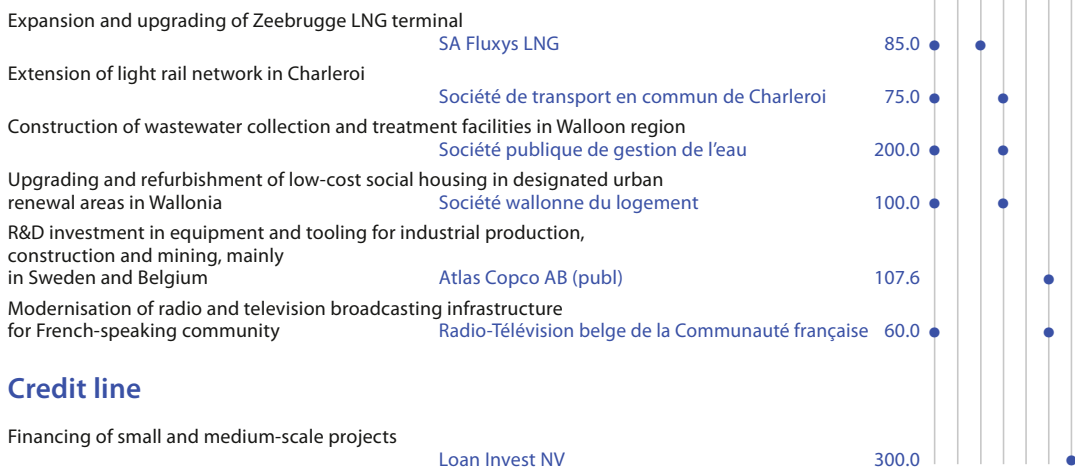 Expansion and upgrading of Zeebrugge LNG terminal
SA Fluxys LNG 85.0
Extension of light rail network in Charleroi
Société de transport en commun de Charleroi 75.0
Construction of wastewater collection and treatment facilities in Walloon region
Société publique de gestion de l’eau 200.0
Upgrading and refurbishment of low-cost social housing in designated urban
renewal areas in Wallonia Société wallonne du logement 100.0
R&D investment in equipment and tooling for industrial production,
construction and mining, mainly
in Sweden and Belgium Atlas Copco AB (publ) 107.6
Modernisation of radio and television broadcasting infrastructure
for French-speaking community Radio-Télévision belge de la Communauté française 60.0
Credit line
Financing of small and medium-scale projects
Loan Invest NV 300.0